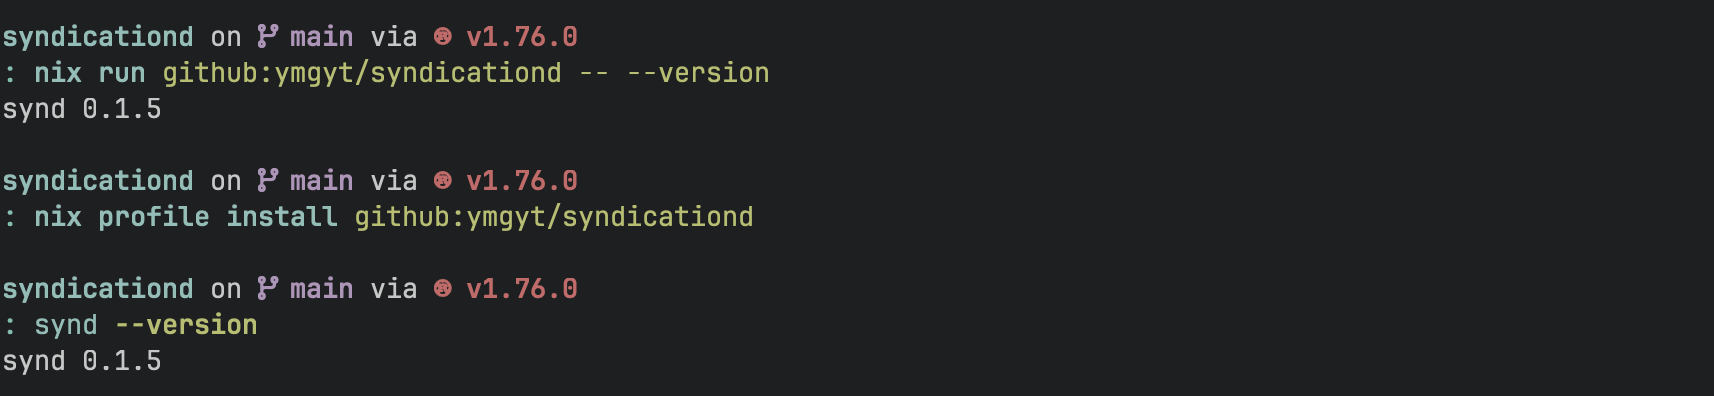 syndicationd on main via v1.76.0
: nix run github:ymgyt/syndicationd -- --version
synd 0.1.5
syndicationd on main via v1.76.0
: nix profile install github:ymgyt/syndicationd
syndicationd on main via v1.76.0
: synd --version
synd 0.1.5